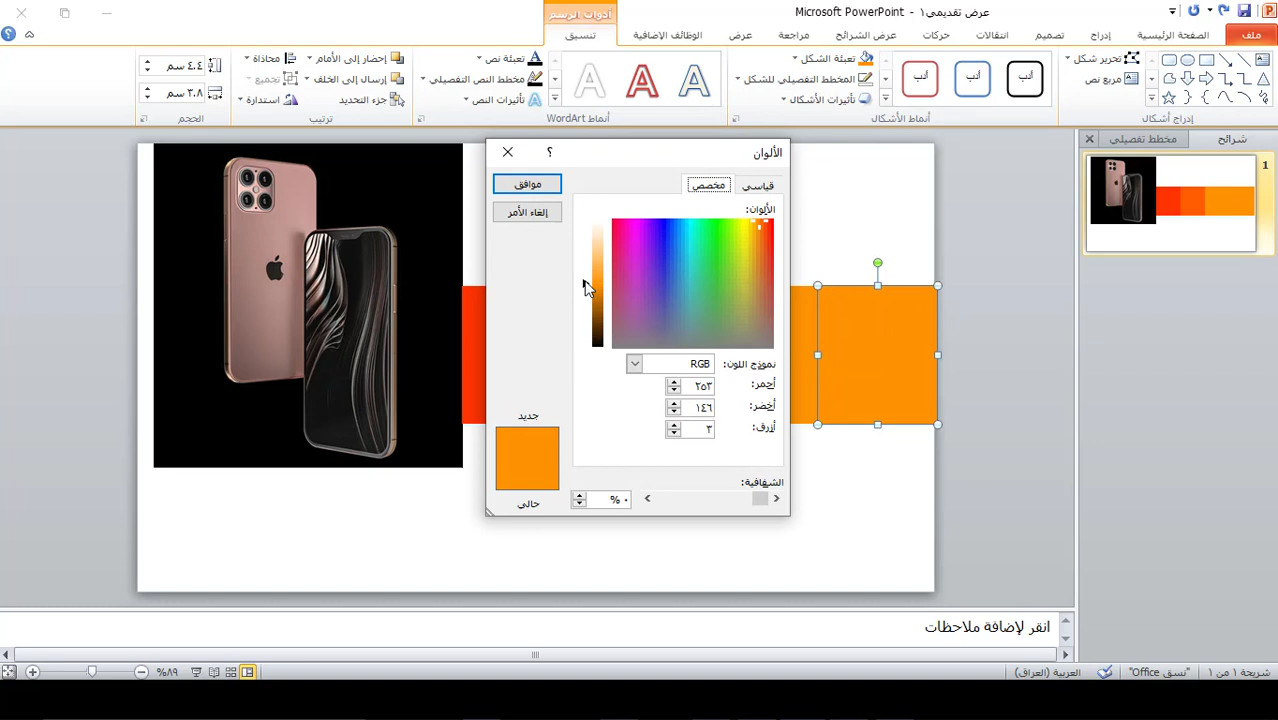 عرض تقديمي١ - Microsoft PowerPoint
أدوات الرسم
ملف
الصفحة الرئيسية
إدراج
تصميم
انتقالات
حركات
عرض الشرائح
مراجعة
عرض
الوظائف الإضافية
تنسيق
تحرير شكل
مربع نص
إدراج أشكال
أبت
أبت
أبت
تعبئة الشكل
المخطط التفصيلي للشكل
تأثيرات الأشكال
أنماط الأشكال
A
A
A
تعبئة نص
مخطط النص التفصيلي
تأثيرات النص
أنماط WordArt
إحضار إلى الأمام
إرسال إلى الخلف
جزء التحديد
محاذاة
تجميع
استدارة
ترتيب
٤.٤ سم
٣.٨ سم
الحجم
شرائح
مخطط تفصيلي
1
الألوان
؟
قياسي
مخصص
موافق
إلغاء الأمر
الألوان:
نموذج اللون: RGB
أحمر: ٢٥٣
أخضر: ١٤٦
أزرق: ٣
جديد
حالي
الشفافية:
٠ %
انقر لإضافة ملاحظات
شريحة ١ من ١
"نسق Office"
العربية (العراق)
٨٩%